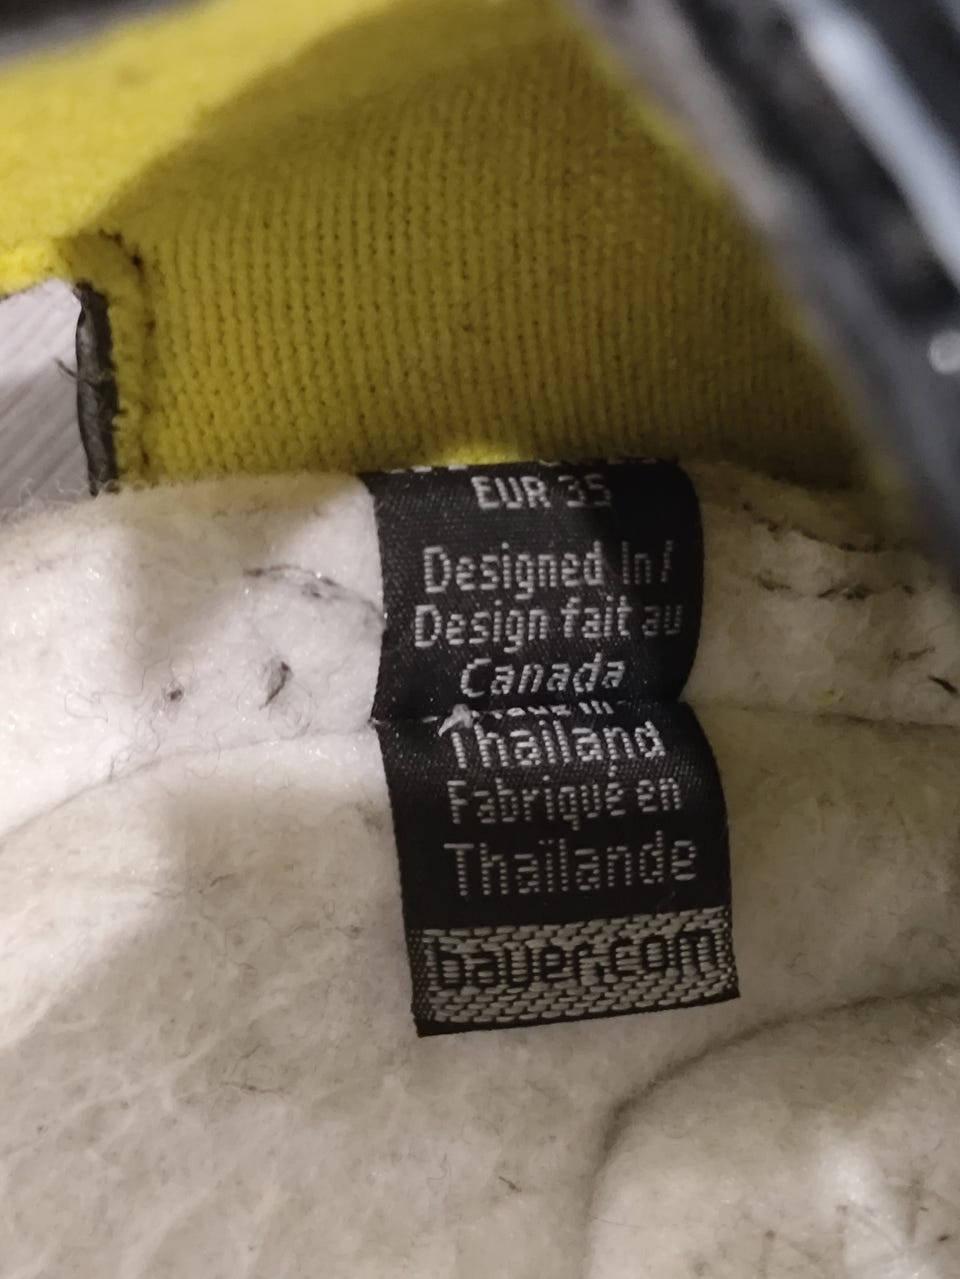 EUR 35
Designed in/
Design fait au
Canada
Thailand
Fabriqué en
Thaïlande
bauer.com